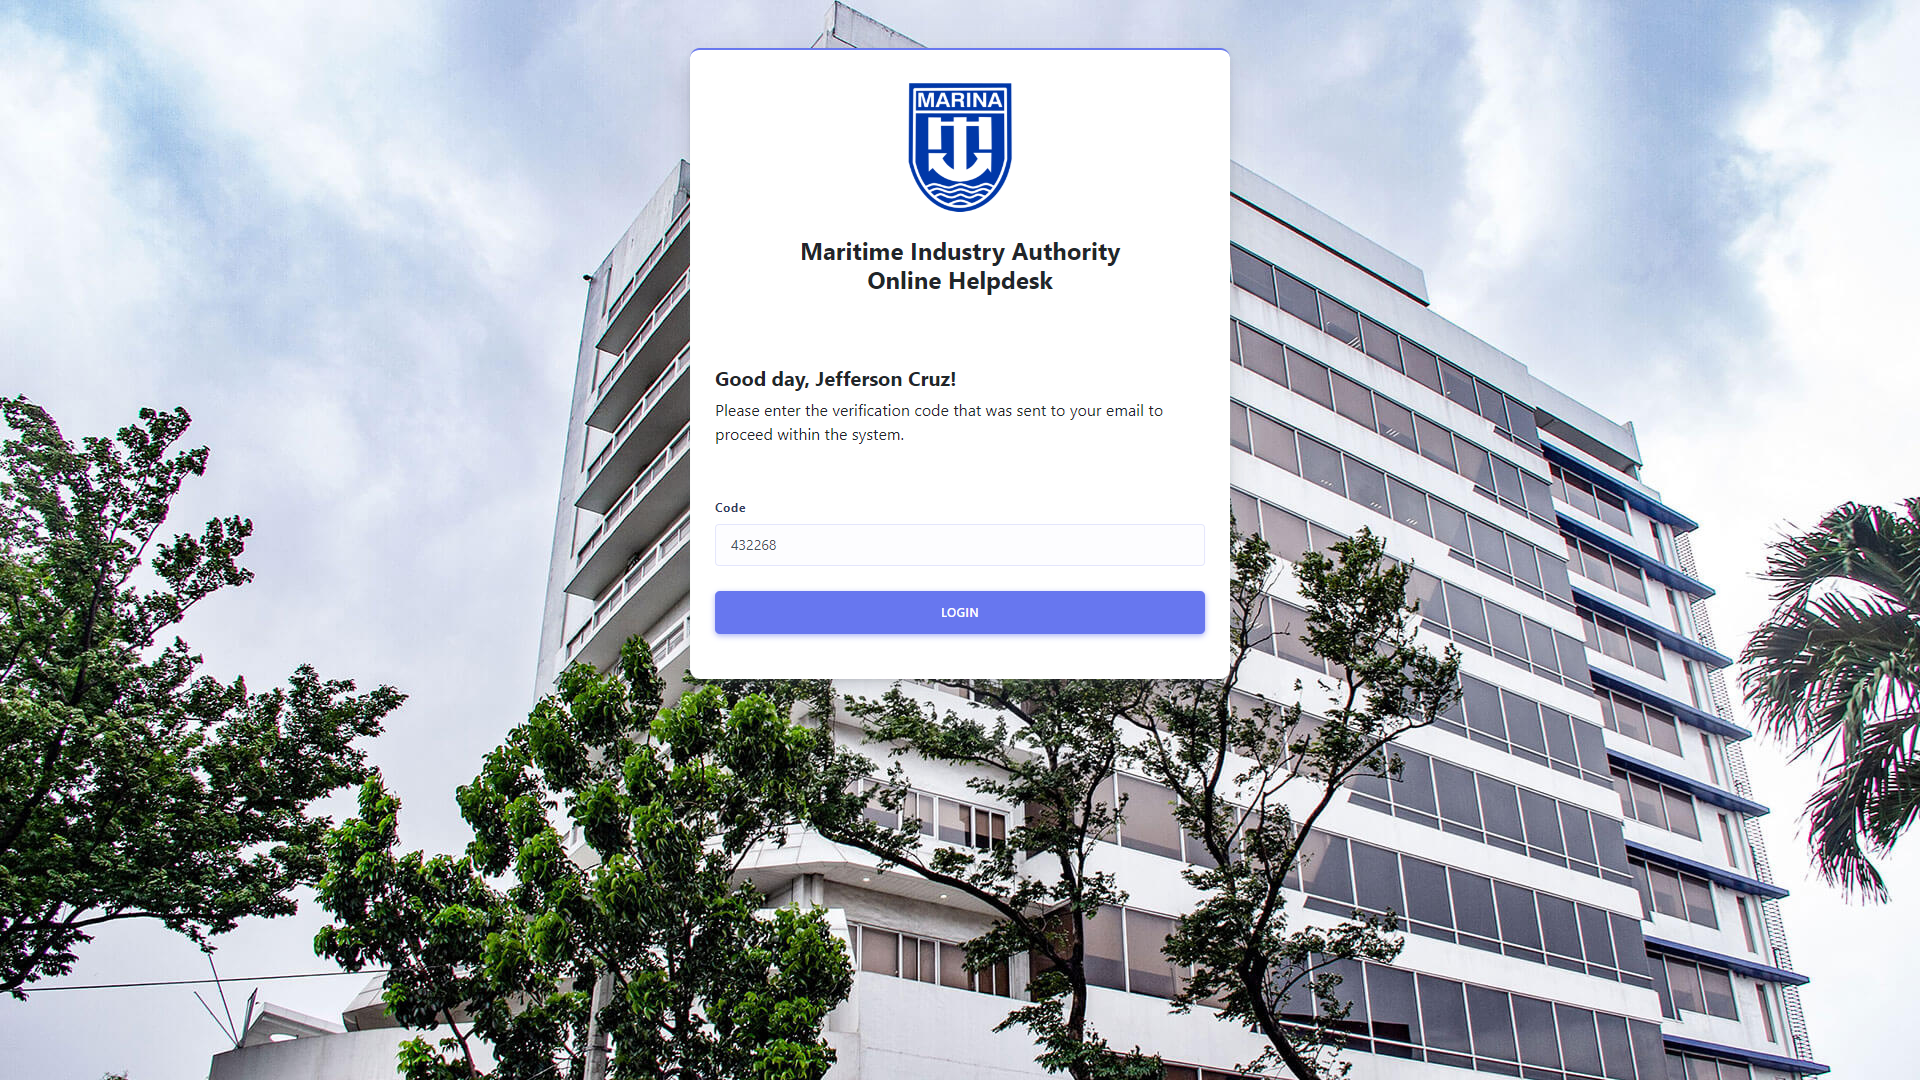 MARINA
Maritime Industry Authority
Online Helpdesk
Good day, Jefferson Cruz!
Please enter the verification code that was sent to your email to
proceed within the system.
Code
432268
LOGIN